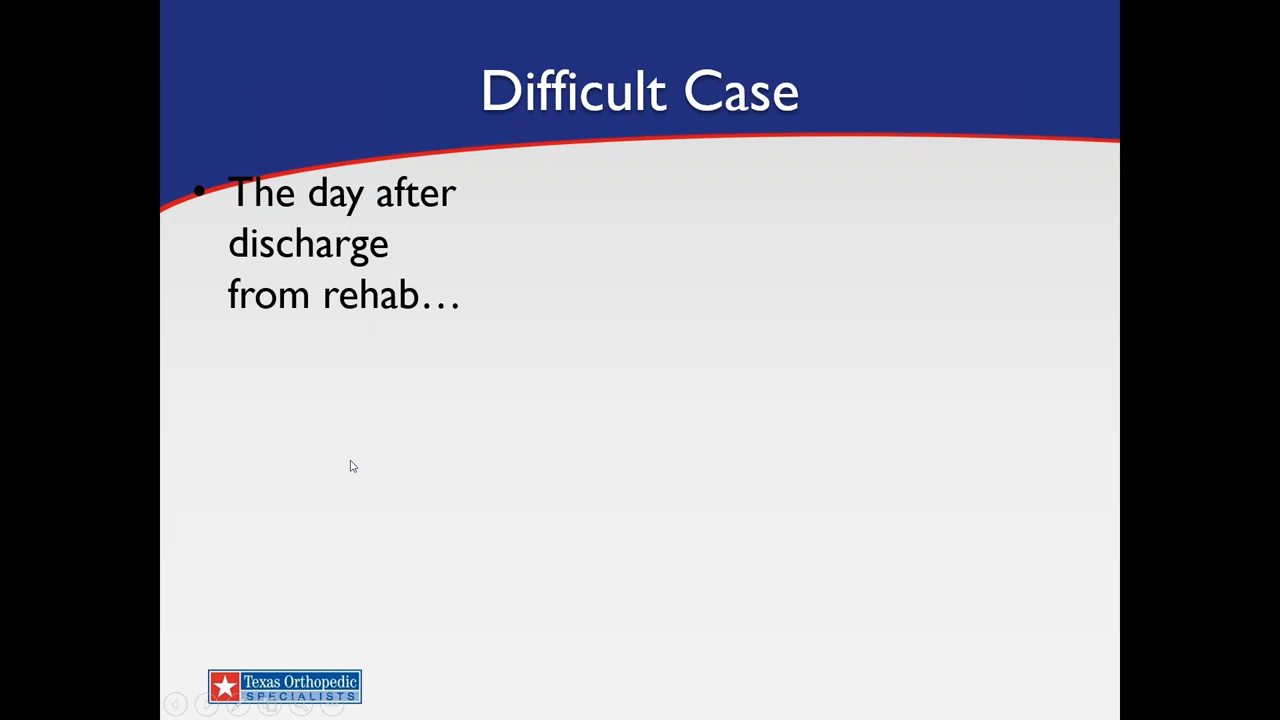 Difficult Case
• The day after
discharge
from rehab…
Texas Orthopedic
SPECIALISTS